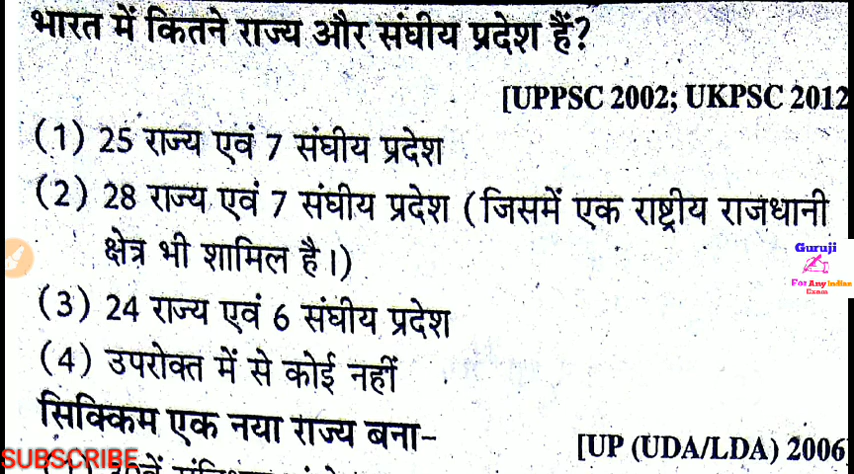 भारत में कितने राज्य और संघीय प्रदेश हैं?
[UPPSC 2002; UKPSC 2012
(1) 25 राज्य एवं 7 संघीय प्रदेश
(2) 28 राज्य एवं 7 संघीय प्रदेश (जिसमें एक राष्ट्रीय राजधानी
क्षेत्र भी शामिल है।)
Guruji
For Any Indian
Exam
(3) 24 राज्य एवं 6 संघीय प्रदेश
(4) उपरोक्त में से कोई नहीं
सिक्किम एक नया राज्य बना-
[UP (UDA/LDA) 2006
SUBSCRIBE